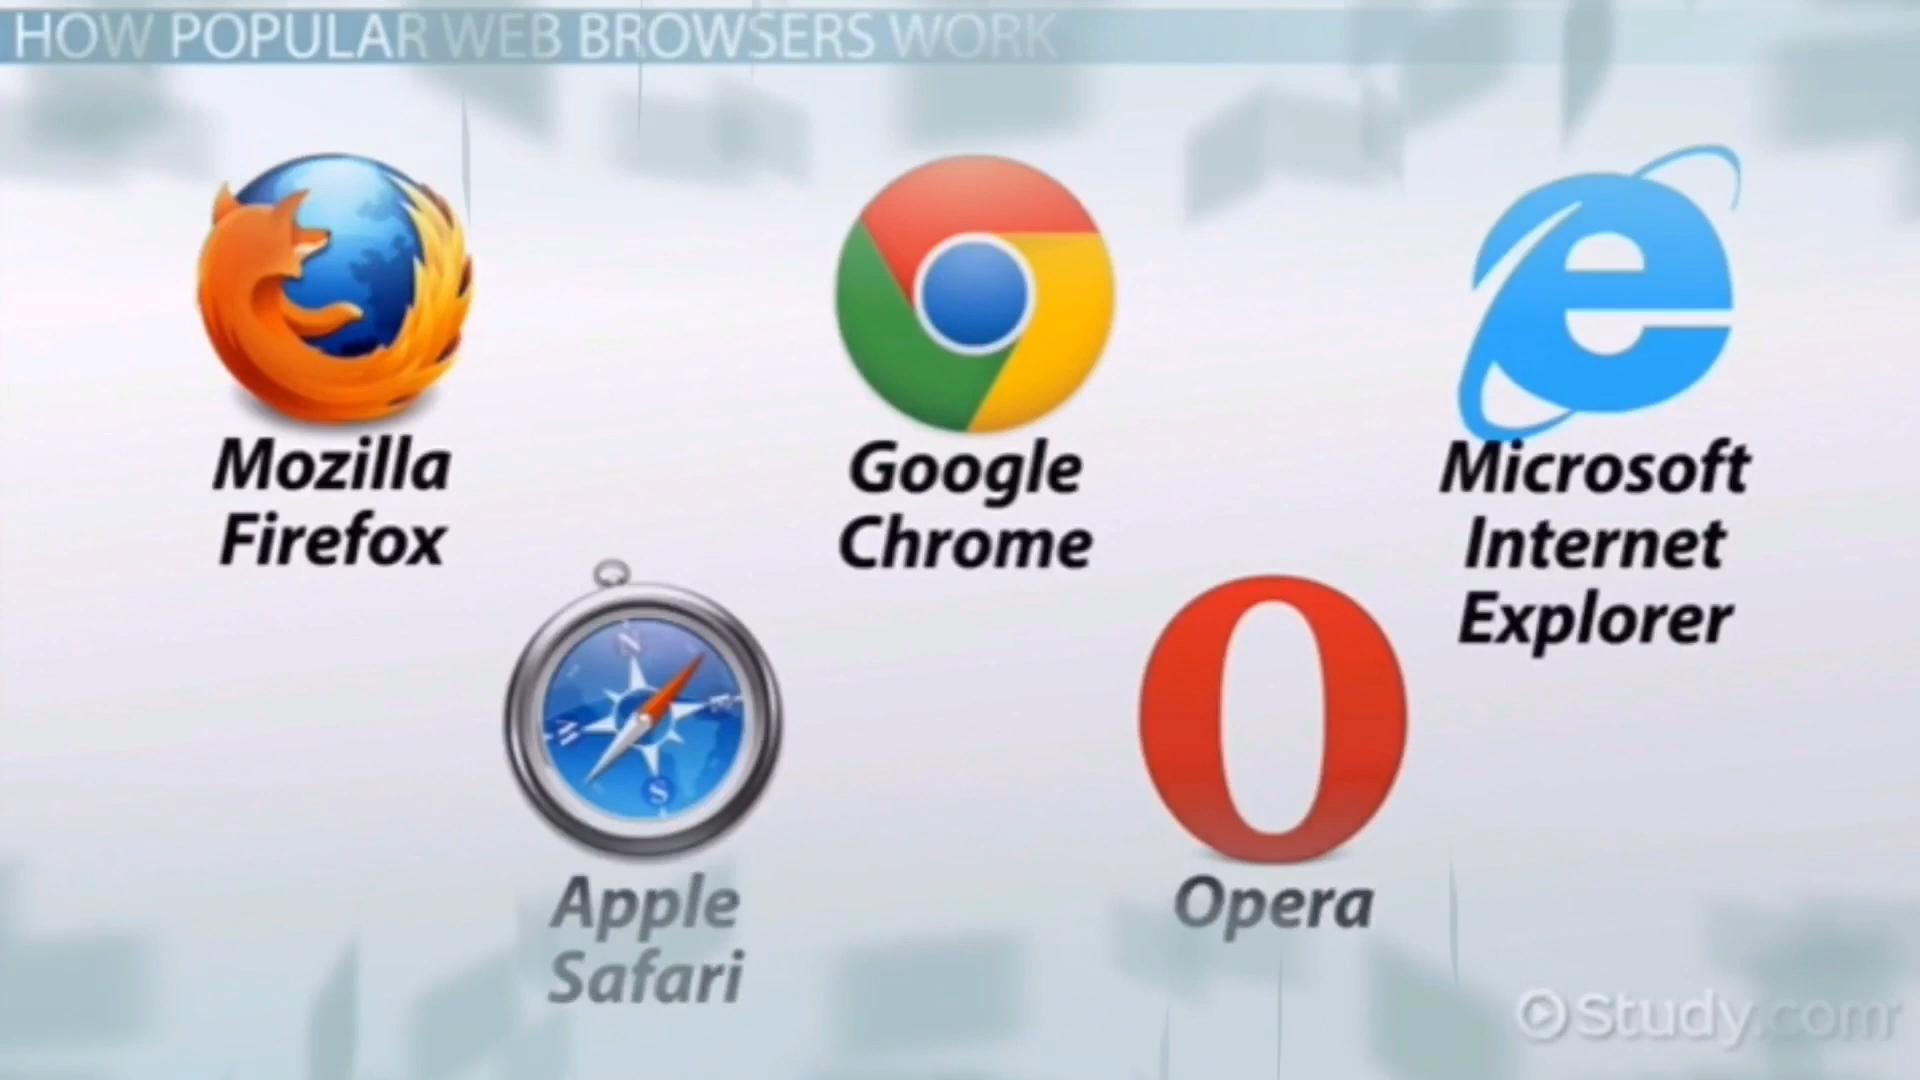 HOW POPULAR WEB BROWSERS WORK
Mozilla
Firefox
Google
Chrome
Microsoft
Internet
Explorer
N
W
E
S
Apple
Safari
Opera
Study.com